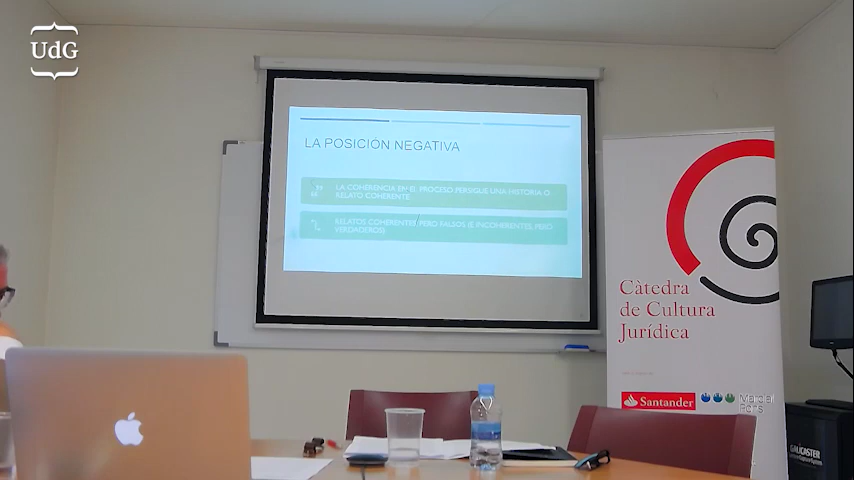 UdG
LA POSICIÓN NEGATIVA
LA COHERENCIA EN EL PROCESO PERSIGUE UNA HISTORIA O
RELATO COHERENTE
RELATOS COHERENTES PERO FALSOS (E INCOHERENTES, PERO
VERDADEROS)
Càtedra
de Cultura
Jurídica
Santander
Marcial
Pons
GALICASTER